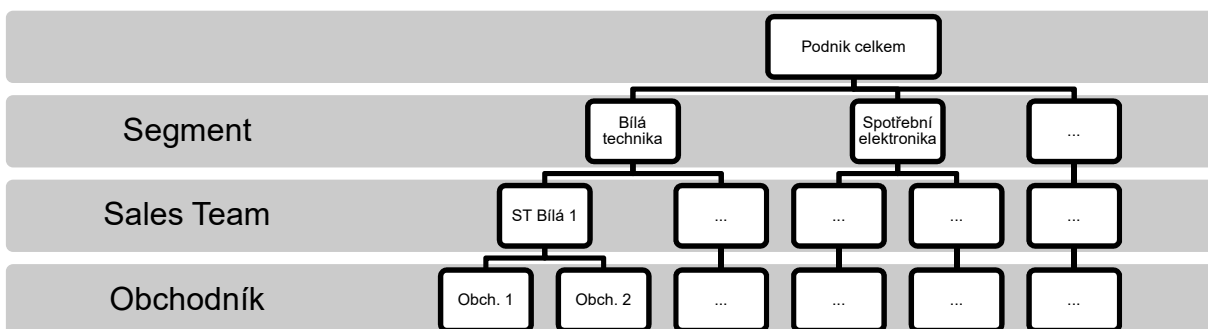 Podnik celkem
Segment
Bílá
technika
Spotřební
elektronika
...
Sales Team
ST Bílá 1
...
...
...
...
Obchodník
Obch. 1
Obch. 2
...
...
...
...